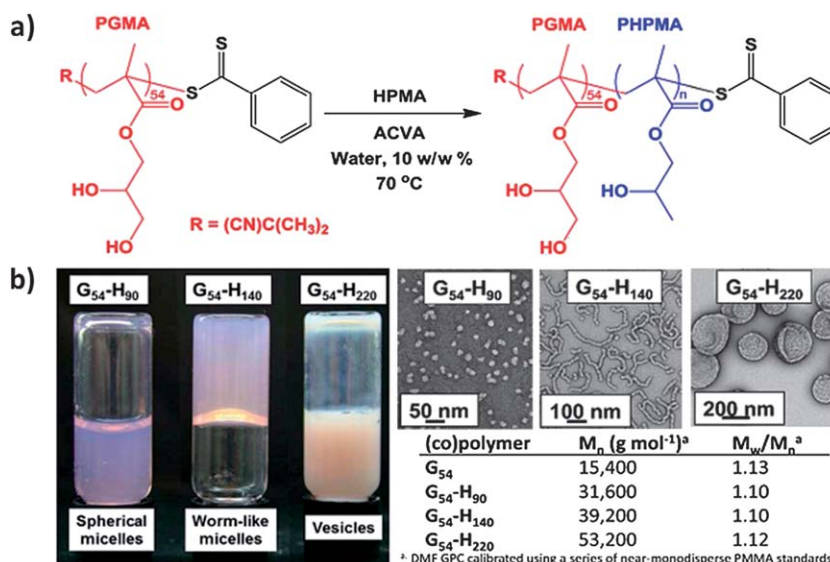 a)
PGMA
R
54
S
S
O
O
HO
HO
R = (CN)C(CH₃)₂
HPMA
ACVA
Water, 10 w/w %
70 °C
PGMA PHPMA
R
54
n
S
S
O
O
O
O
HO
HO
HO
b)
G₅₄-H₉₀ G₅₄-H₁₄₀ G₅₄-H₂₂₀
Spherical
micelles
Worm-like
micelles
Vesicles
G₅₄-H₉₀ G₅₄-H₁₄₀ G₅₄-H₂₂₀
50 nm 100 nm 200 nm
(co)polymer Mₙ (g mol⁻¹)ᵃ M_w/Mₙᵃ
G₅₄ 15,400 1.13
G₅₄-H₉₀ 31,600 1.10
G₅₄-H₁₄₀ 39,200 1.10
G₅₄-H₂₂₀ 53,200 1.12
a. DMF GPC calibrated using a series of near-monodisperse PMMA standards